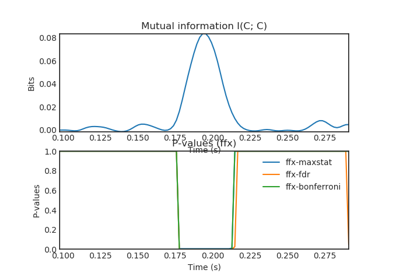 Mutual information I(C; C)
0.08
0.06
0.04
0.02
0.00
Bits
0.100 0.125 0.150 0.175 0.200 0.225 0.250 0.275
Time (s)
P-values (ffx)
1.0
0.8
0.6
0.4
0.2
0.0
P-values
ffx-maxstat
ffx-fdr
ffx-bonferroni
0.100 0.125 0.150 0.175 0.200 0.225 0.250 0.275
Time (s)